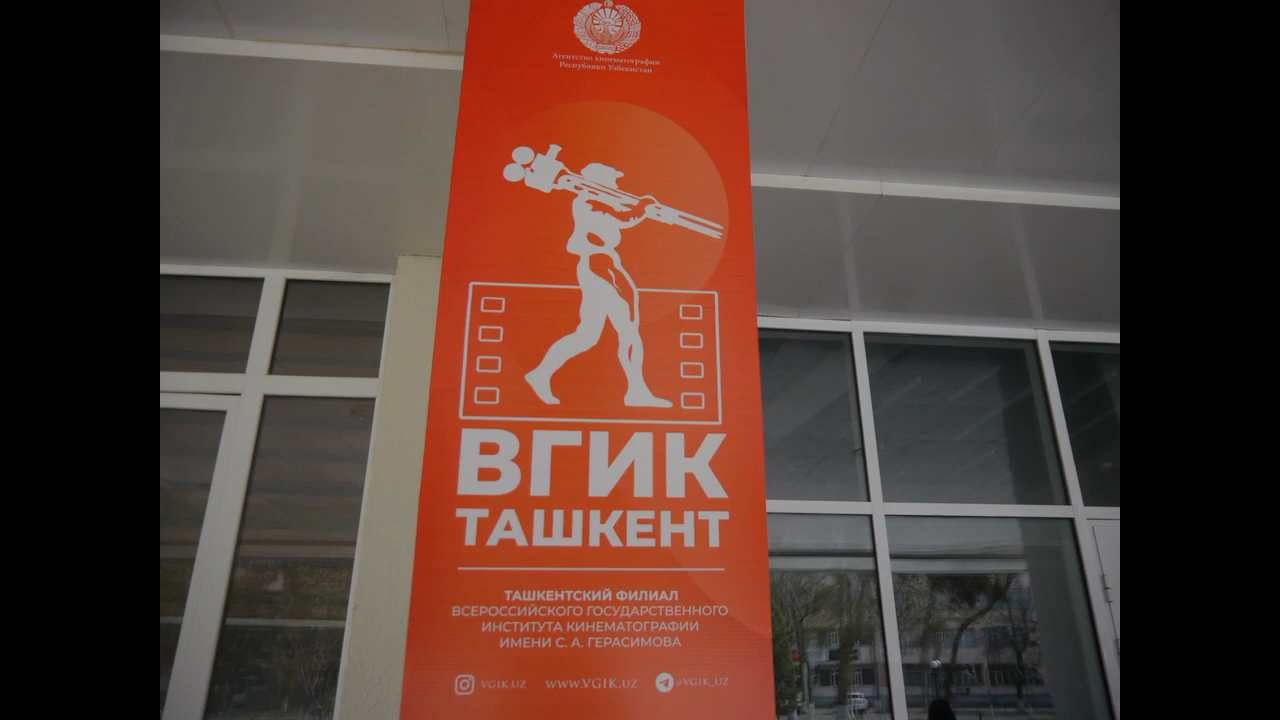 Агентство кинематографии
Республики Узбекистан
ВГИК
ТАШКЕНТ
ТАШКЕНТСКИЙ ФИЛИАЛ
ВСЕРОССИЙСКОГО ГОСУДАРСТВЕННОГО
ИНСТИТУТА КИНЕМАТОГРАФИИ
ИМЕНИ С. А. ГЕРАСИМОВА
VGIK.UZ www.VGIK.uz @VGIK_UZ